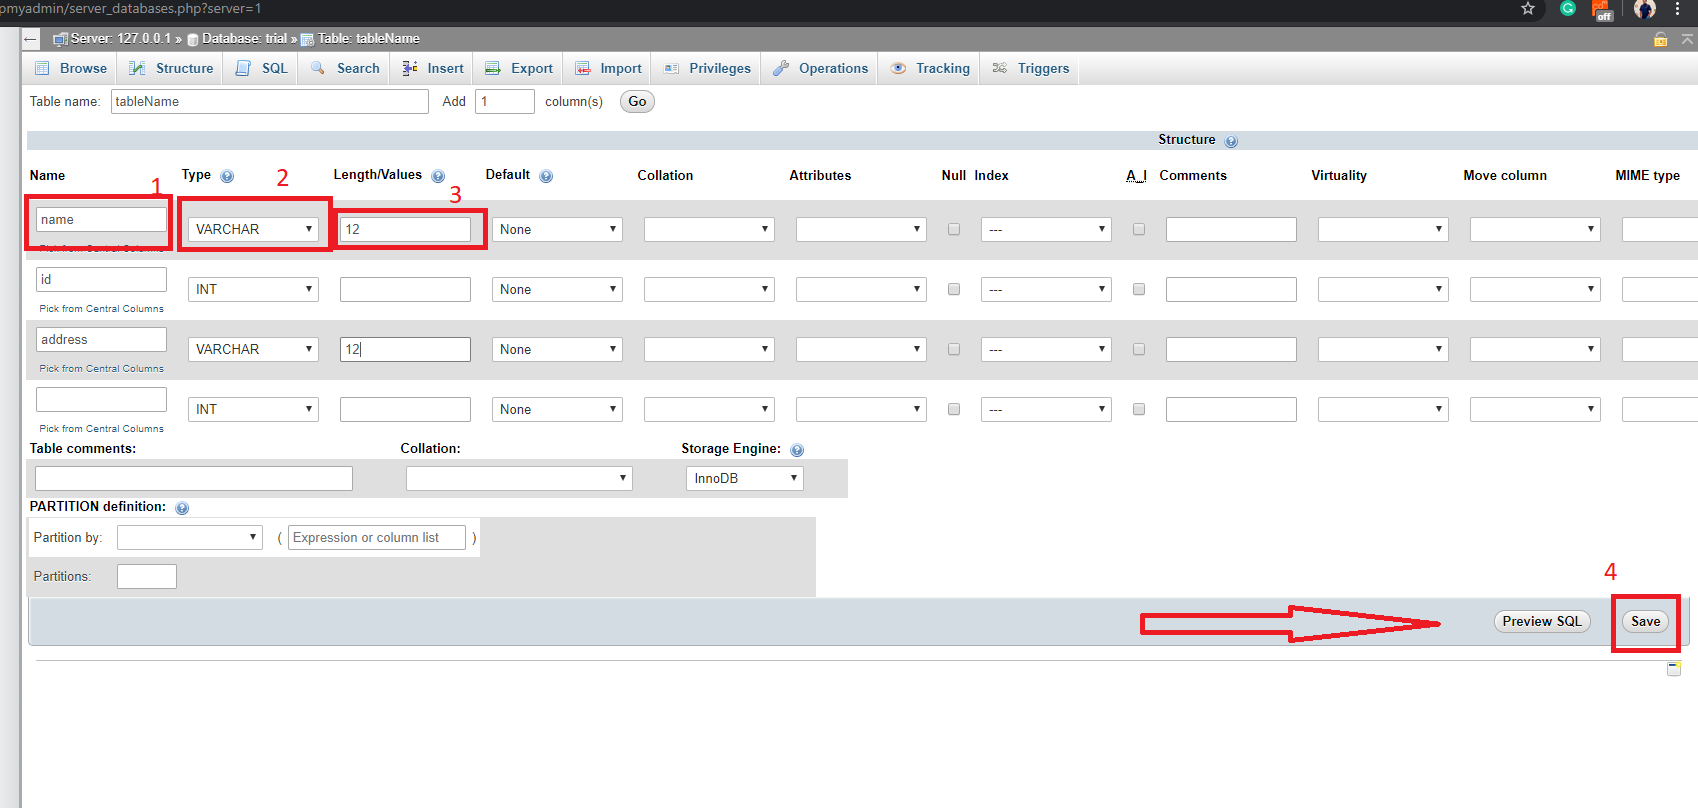 pmyadmin/server_databases.php?server=1
off
Server: 127.0.0.1 » Database: trial » Table: tableName
Browse Structure SQL Search Insert Export Import Privileges Operations Tracking Triggers
Table name: tableName Add 1 column(s) Go
Structure
Name Type Length/Values Default Collation Attributes Null Index A_I Comments Virtuality Move column MIME type
1 2 3
name VARCHAR 12 None ---
Pick from Central Columns
id INT None ---
Pick from Central Columns
address VARCHAR 12 None ---
Pick from Central Columns
INT None ---
Pick from Central Columns
Table comments: Collation: Storage Engine:
InnoDB
PARTITION definition:
Partition by: ( Expression or column list )
Partitions:
4
Preview SQL Save